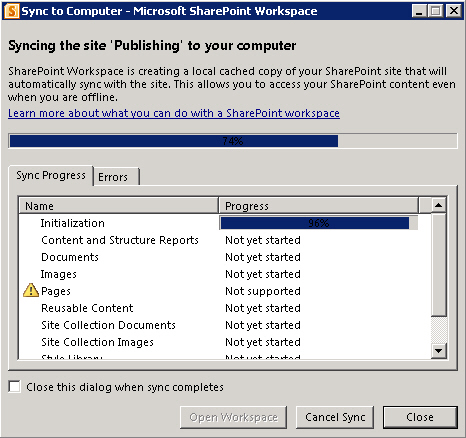 Sync to Computer - Microsoft SharePoint Workspace
Syncing the site 'Publishing' to your computer
SharePoint Workspace is creating a local cached copy of your SharePoint site that will
automatically sync with the site. This allows you to access your SharePoint content even
when you are offline.
Learn more about what you can do with a SharePoint workspace
74%
Sync Progress Errors
Name Progress
Initialization 96%
Content and Structure Reports Not yet started
Documents Not yet started
Images Not yet started
Pages Not supported
Reusable Content Not yet started
Site Collection Documents Not yet started
Site Collection Images Not yet started
Style Library Not yet started
Close this dialog when sync completes
Open Workspace Cancel Sync Close